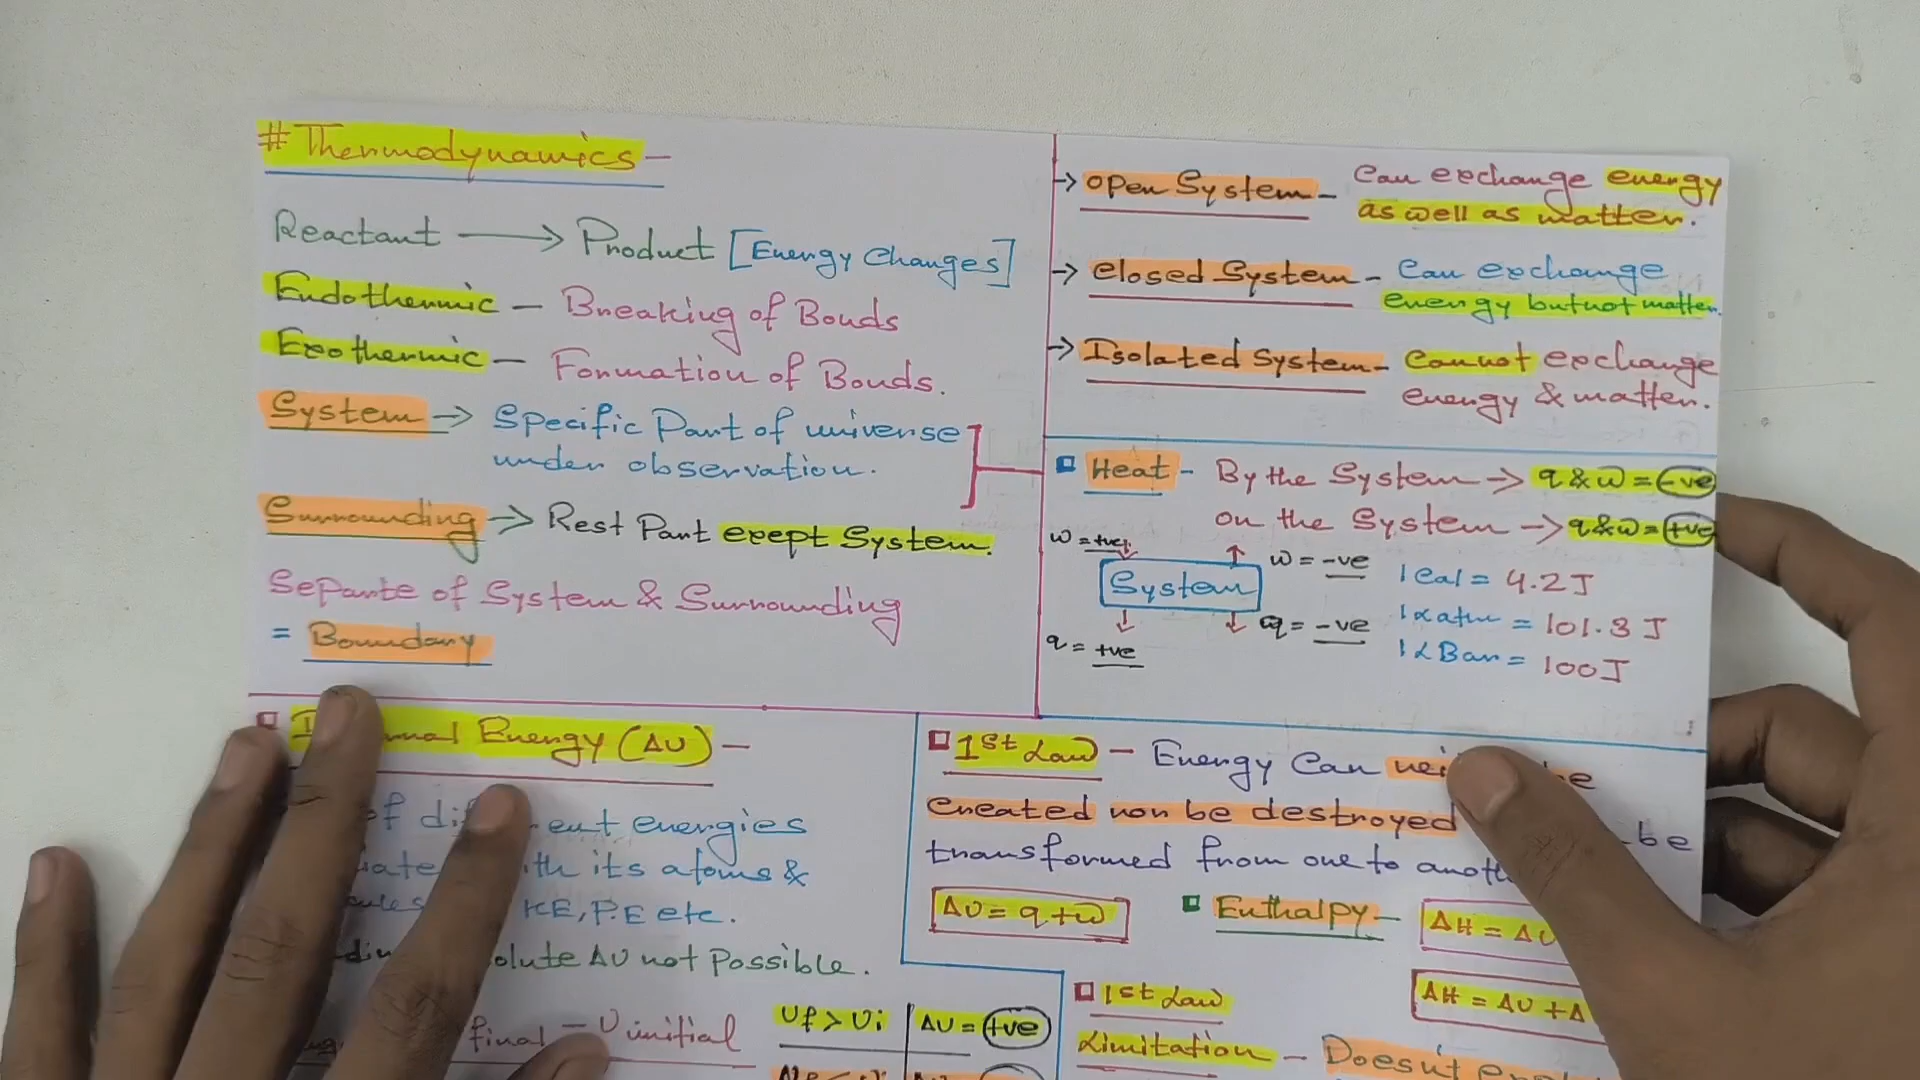 # Thermodynamics -
Reactant → Product [Energy Changes]
Endothermic - Breaking of Bonds
Exothermic - Formation of Bonds.
System → Specific Part of universe
under observation.
Surrounding → Rest Part exept System.
Separate of System & Surrounding
= Boundary
→ Open System - Can exchange energy
as well as matter.
→ Closed System - Can exchange
energy but not matter.
→ Isolated System - Cannot exchange
energy & matter.
Heat - By the System → q & w = -ve
on the System → q & w = +ve
w = +ve
w = -ve
System
q = +ve
q = -ve
1 Cal = 4.2 J
1 L atm = 101.3 J
1 L Bar = 100 J
Energy (ΔU) -
of energies
its atoms &
KE, P.E etc.
ΔU not Possible.
final - U initial
Uf > Ui | ΔU = +ve
1st Law - Energy Can
created nor be destroyed be
transformed from one to
ΔU = q + w
Enthalpy - ΔH = ΔU
ΔH = ΔU + Δ
1st Law
Limitation - Doesn't